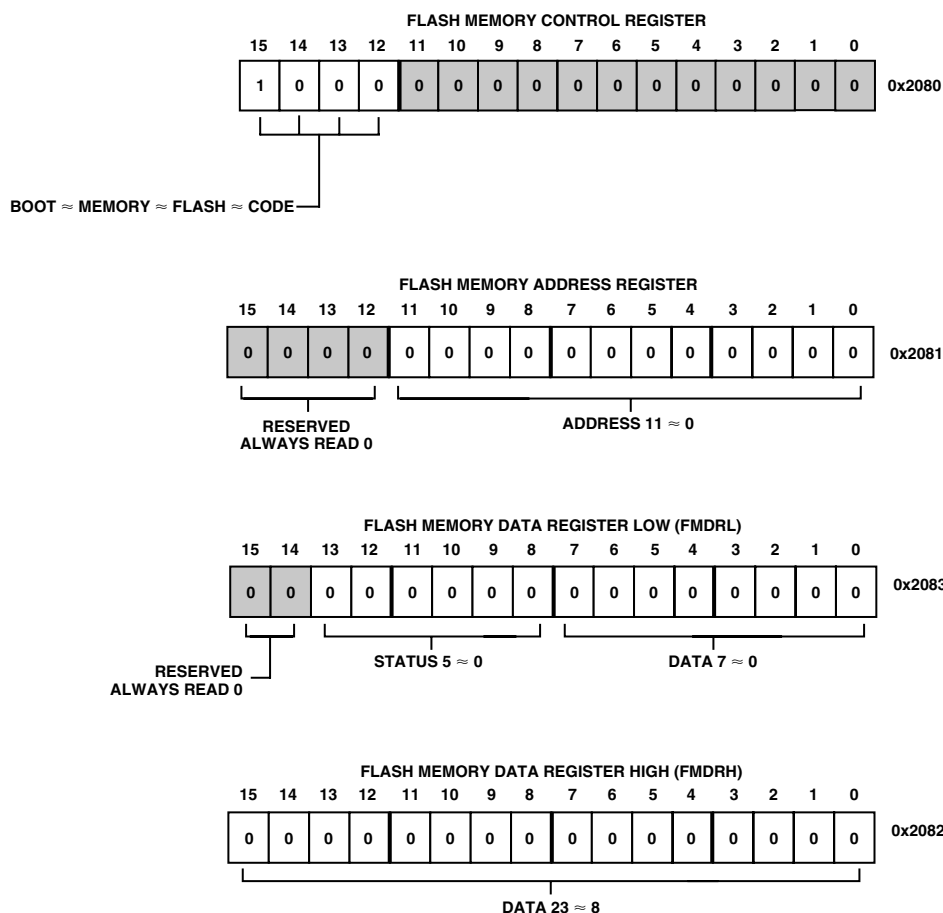 FLASH MEMORY CONTROL REGISTER
15 14 13 12 11 10 9 8 7 6 5 4 3 2 1 0
1 0 0 0 0 0 0 0 0 0 0 0 0 0 0 0 0x2080
BOOT ≈ MEMORY ≈ FLASH ≈ CODE
FLASH MEMORY ADDRESS REGISTER
15 14 13 12 11 10 9 8 7 6 5 4 3 2 1 0
0 0 0 0 0 0 0 0 0 0 0 0 0 0 0 0 0x2081
RESERVED
ALWAYS READ 0
ADDRESS 11 ≈ 0
FLASH MEMORY DATA REGISTER LOW (FMDRL)
15 14 13 12 11 10 9 8 7 6 5 4 3 2 1 0
0 0 0 0 0 0 0 0 0 0 0 0 0 0 0 0 0x2083
RESERVED
ALWAYS READ 0
STATUS 5 ≈ 0
DATA 7 ≈ 0
FLASH MEMORY DATA REGISTER HIGH (FMDRH)
15 14 13 12 11 10 9 8 7 6 5 4 3 2 1 0
0 0 0 0 0 0 0 0 0 0 0 0 0 0 0 0 0x2082
DATA 23 ≈ 8